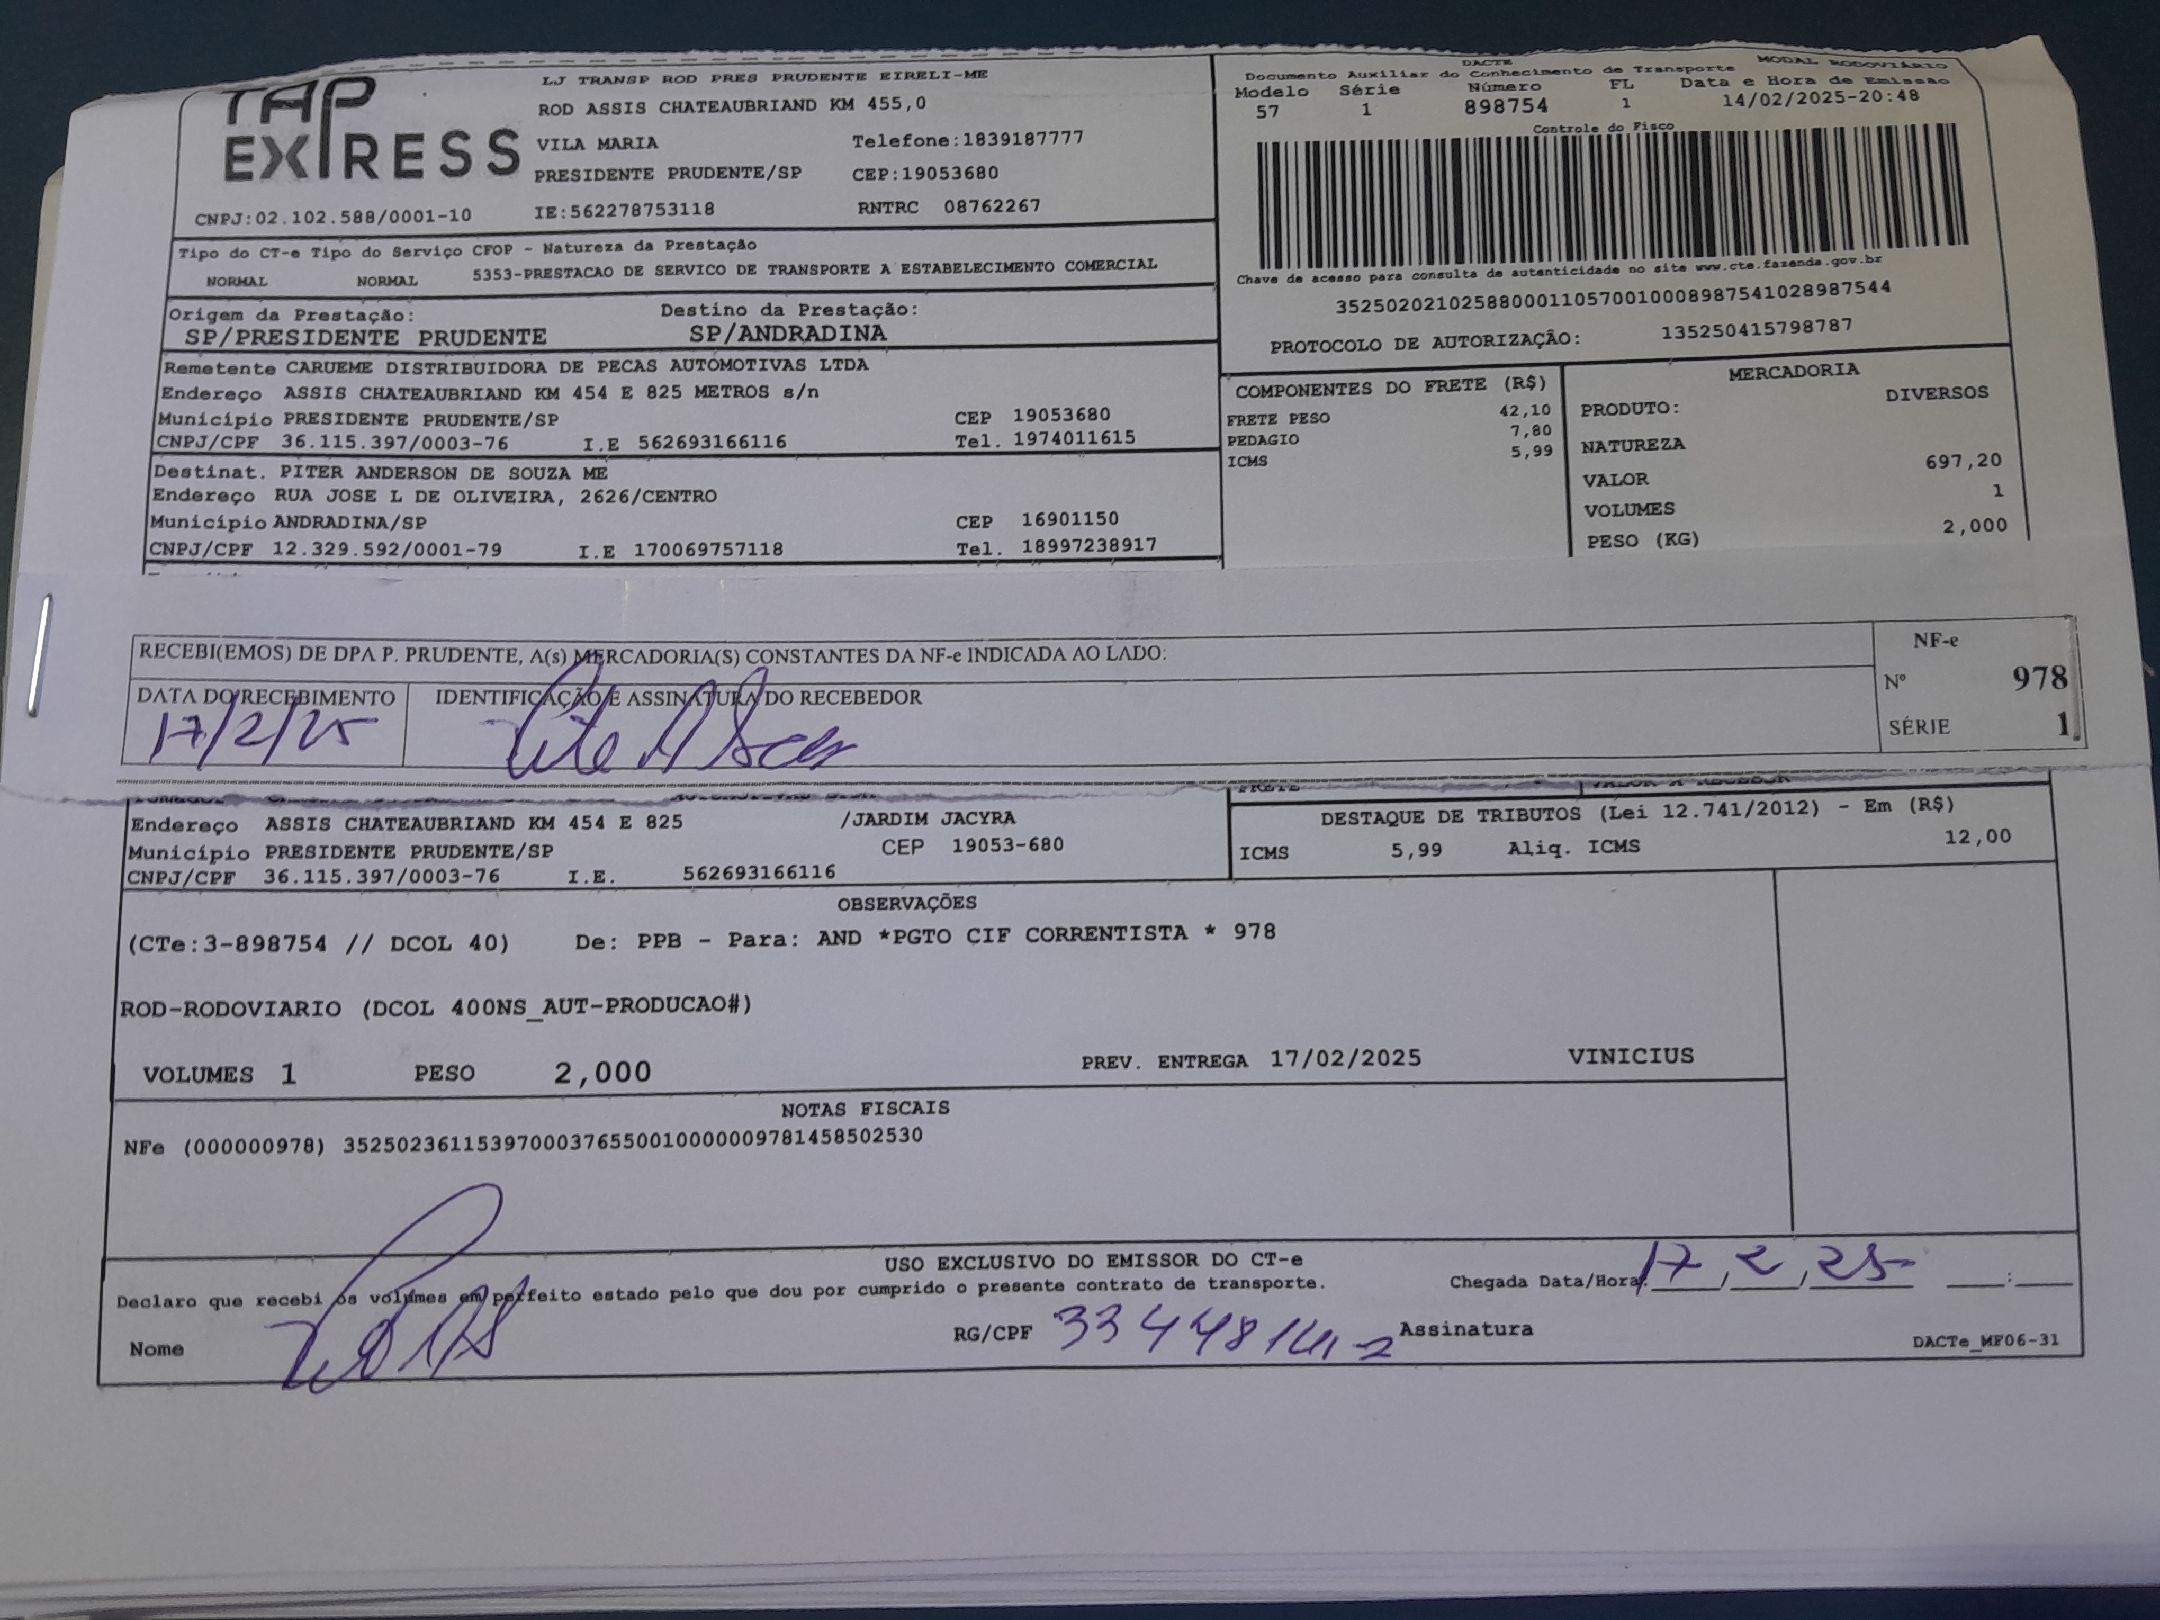 TAP EXPRESS
LJ TRANSP ROD PRES PRUDENTE EIRELI-ME
ROD ASSIS CHATEAUBRIAND KM 455,0
VILA MARIA Telefone:1839187777
PRESIDENTE PRUDENTE/SP CEP:19053680
CNPJ:02.102.588/0001-10 IE:562278753118 RNTRC 08762267
DACTE MODAL RODOVIÁRIO
Documento Auxiliar do Conhecimento de Transporte
Modelo Série Número FL Data e Hora de Emissão
57 1 898754 1 14/02/2025-20:48
Controle do Fisco
Chave de acesso para consulta de autenticidade no site www.cte.fazenda.gov.br
35250202102588000110570010008987541028987544
PROTOCOLO DE AUTORIZAÇÃO: 135250415798787
Tipo do CT-e Tipo do Serviço CFOP - Natureza da Prestação
NORMAL NORMAL 5353-PRESTACAO DE SERVICO DE TRANSPORTE A ESTABELECIMENTO COMERCIAL
Origem da Prestação: Destino da Prestação:
SP/PRESIDENTE PRUDENTE SP/ANDRADINA
Remetente CARUEME DISTRIBUIDORA DE PECAS AUTOMOTIVAS LTDA
Endereço ASSIS CHATEAUBRIAND KM 454 E 825 METROS s/n
Município PRESIDENTE PRUDENTE/SP CEP 19053680
CNPJ/CPF 36.115.397/0003-76 I.E 562693166116 Tel. 1974011615
Destinat. PITER ANDERSON DE SOUZA ME
Endereço RUA JOSE L DE OLIVEIRA, 2626/CENTRO
Município ANDRADINA/SP CEP 16901150
CNPJ/CPF 12.329.592/0001-79 I.E 170069757118 Tel. 18997238917
COMPONENTES DO FRETE (R$)
FRETE PESO 42,10
PEDAGIO 7,80
ICMS 5,99
MERCADORIA
PRODUTO: DIVERSOS
NATUREZA
VALOR 697,20
VOLUMES 1
PESO (KG) 2,000
RECEBI(EMOS) DE DPA P. PRUDENTE, A(s) MERCADORIA(S) CONSTANTES DA NF-e INDICADA AO LADO:
DATA DO RECEBIMENTO IDENTIFICAÇÃO E ASSINATURA DO RECEBEDOR
17/2/25
NF-e
Nº 978
SÉRIE 1
FRETE VALOR A RECEBER
Endereço ASSIS CHATEAUBRIAND KM 454 E 825 /JARDIM JACYRA
Município PRESIDENTE PRUDENTE/SP CEP 19053-680
CNPJ/CPF 36.115.397/0003-76 I.E. 562693166116
DESTAQUE DE TRIBUTOS (Lei 12.741/2012) - Em (R$)
ICMS 5,99 Aliq. ICMS 12,00
OBSERVAÇÕES
(CTe:3-898754 // DCOL 40) De: PPB - Para: AND *PGTO CIF CORRENTISTA * 978
ROD-RODOVIARIO (DCOL 400NS_AUT-PRODUCAO#)
VOLUMES 1 PESO 2,000 PREV. ENTREGA 17/02/2025 VINICIUS
NOTAS FISCAIS
NFe (000000978) 35250236115397000376550010000009781458502530
USO EXCLUSIVO DO EMISSOR DO CT-e
Declaro que recebi os volumes em perfeito estado pelo que dou por cumprido o presente contrato de transporte. Chegada Data/Hora: 17/2/25 __:__
Nome RG/CPF Assinatura
DACTe_MF06-31